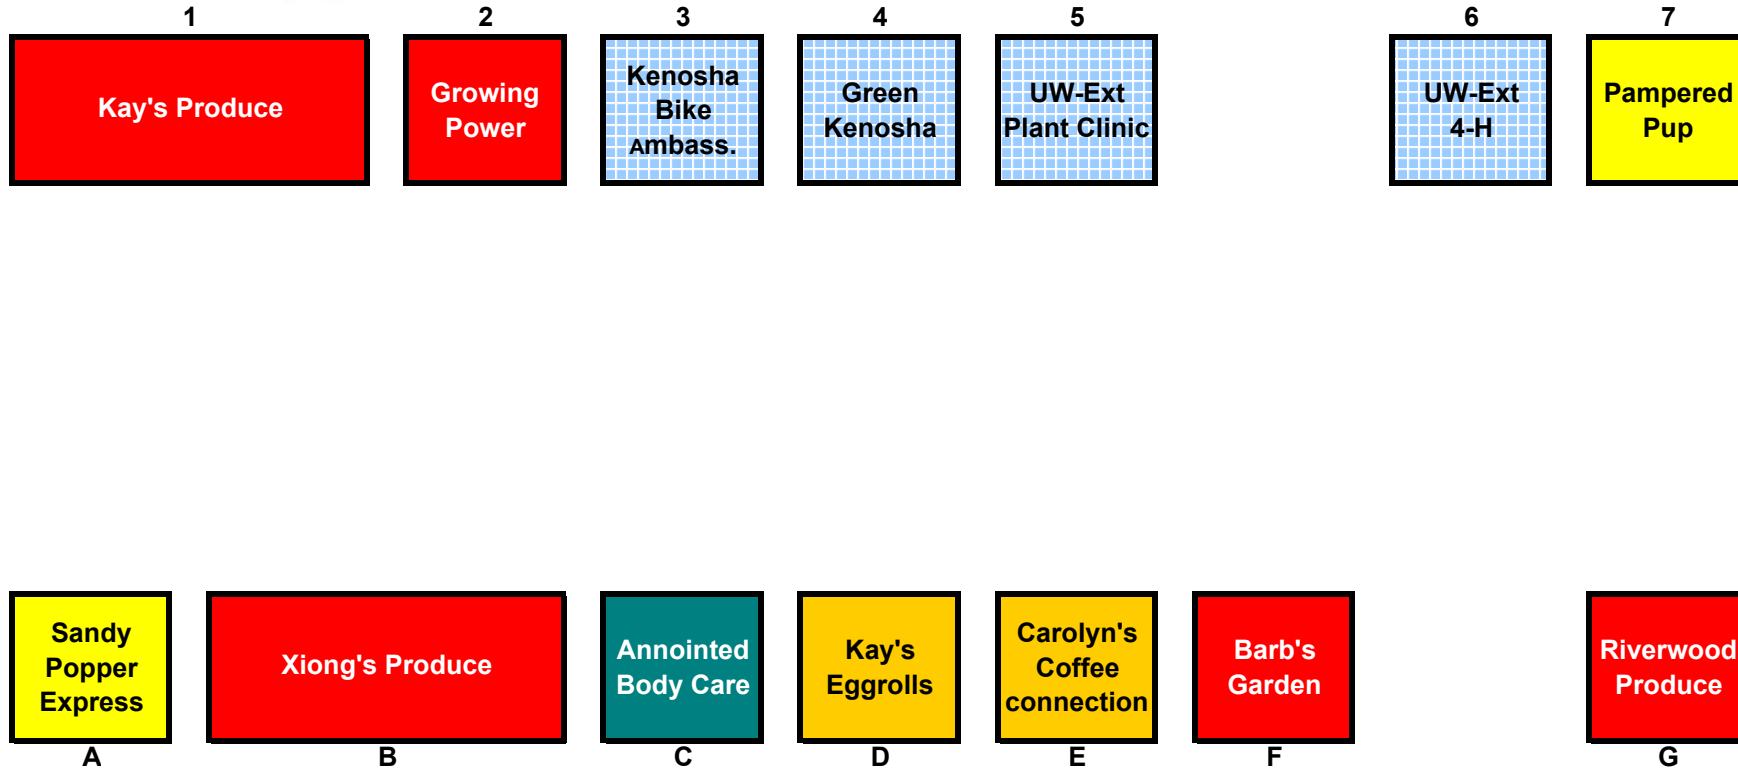 1 2 3 4 5 6 7
Kay's Produce
Growing
Power
Kenosha
Bike
Ambass.
Green
Kenosha
UW-Ext
Plant Clinic
UW-Ext
4-H
Pampered
Pup
Sandy
Popper
Express
Xiong's Produce
Annointed
Body Care
Kay's
Eggrolls
Carolyn's
Coffee
connection
Barb's
Garden
Riverwood
Produce
A B C D E F G